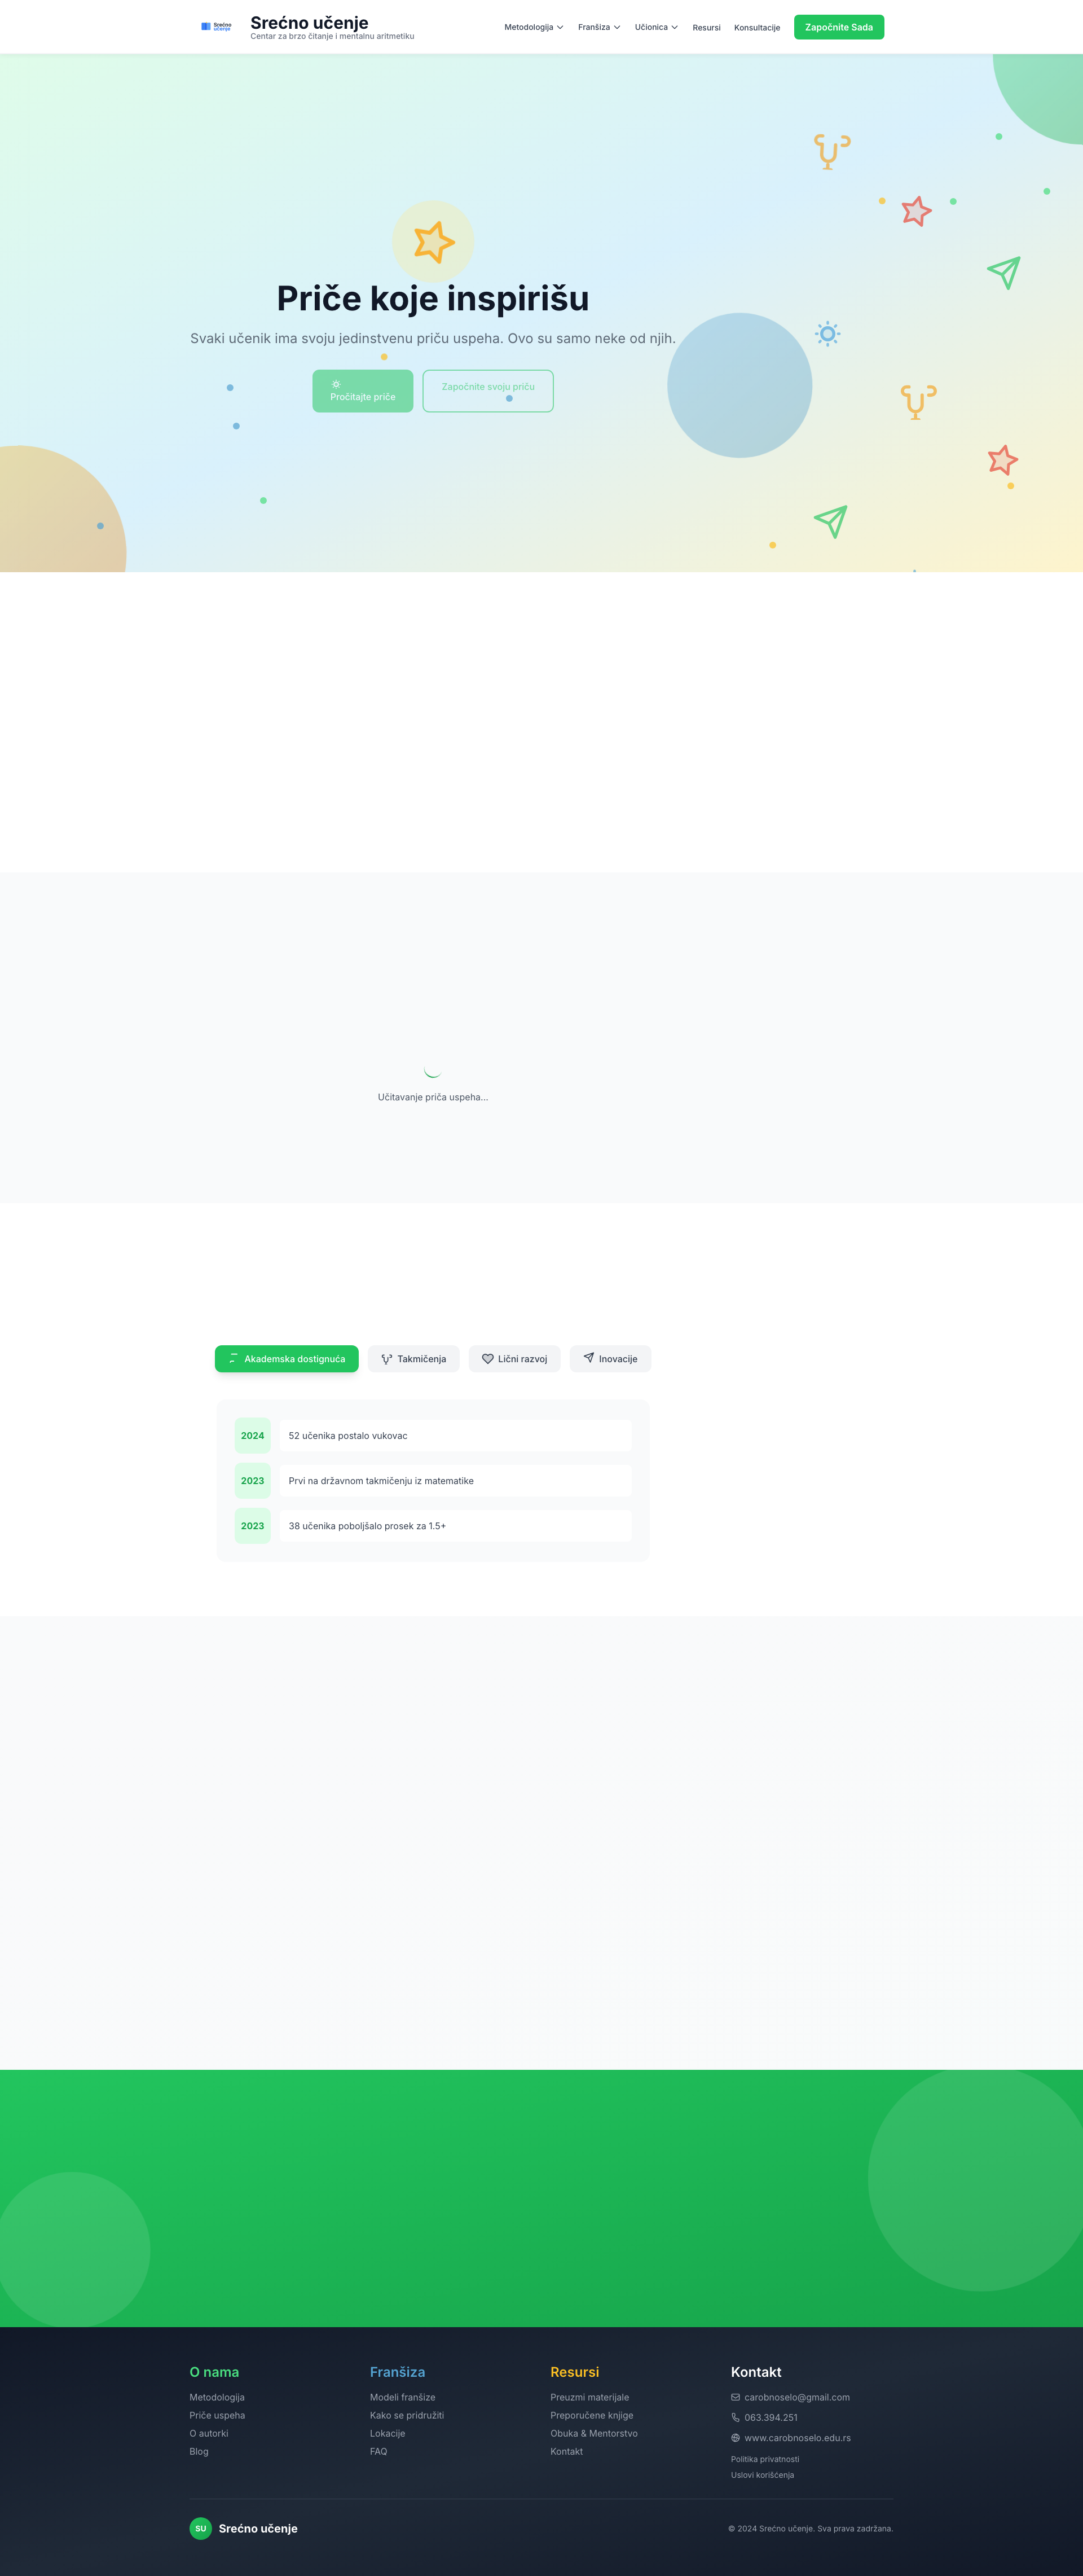 Srećno
učenje
Srećno učenje
Centar za brzo čitanje i mentalnu aritmetiku
Metodologija
Franšiza
Učionica
Resursi
Konsultacije
Započnite Sada
Priče koje inspirišu
Svaki učenik ima svoju jedinstvenu priču uspeha. Ovo su samo neke od njih.
Pročitajte priče
Započnite svoju priču
Učitavanje priča uspeha...
Akademska dostignuća
Takmičenja
Lični razvoj
Inovacije
2024
52 učenika postalo vukovac
2023
Prvi na državnom takmičenju iz matematike
2023
38 učenika poboljšalo prosek za 1.5+
O nama
Metodologija
Priče uspeha
O autorki
Blog
Franšiza
Modeli franšize
Kako se pridružiti
Lokacije
FAQ
Resursi
Preuzmi materijale
Preporučene knjige
Obuka & Mentorstvo
Kontakt
Kontakt
carobnoselo@gmail.com
063.394.251
www.carobnoselo.edu.rs
Politika privatnosti
Uslovi korišćenja
SU
Srećno učenje
© 2024 Srećno učenje. Sva prava zadržana.